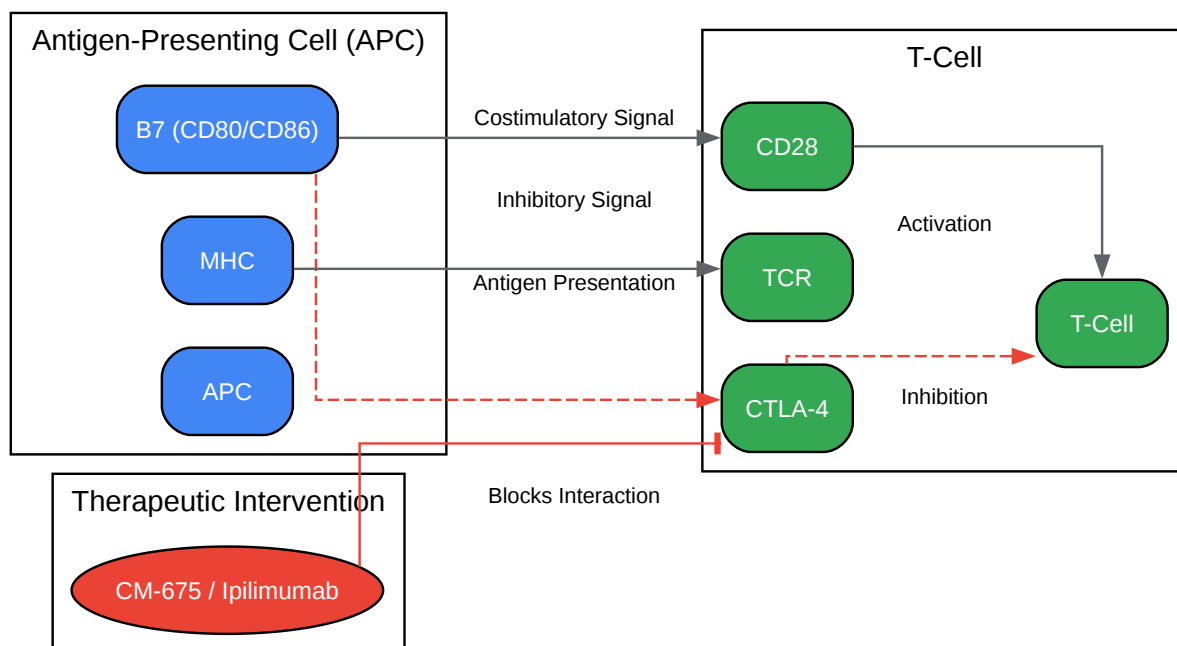 Antigen-Presenting Cell (APC)
T-Cell
B7 (CD80/CD86)
Costimulatory Signal
CD28
Inhibitory Signal
Activation
MHC
Antigen Presentation
TCR
T-Cell
APC
CTLA-4
Inhibition
Blocks Interaction
Therapeutic Intervention
CM-675 / Ipilimumab